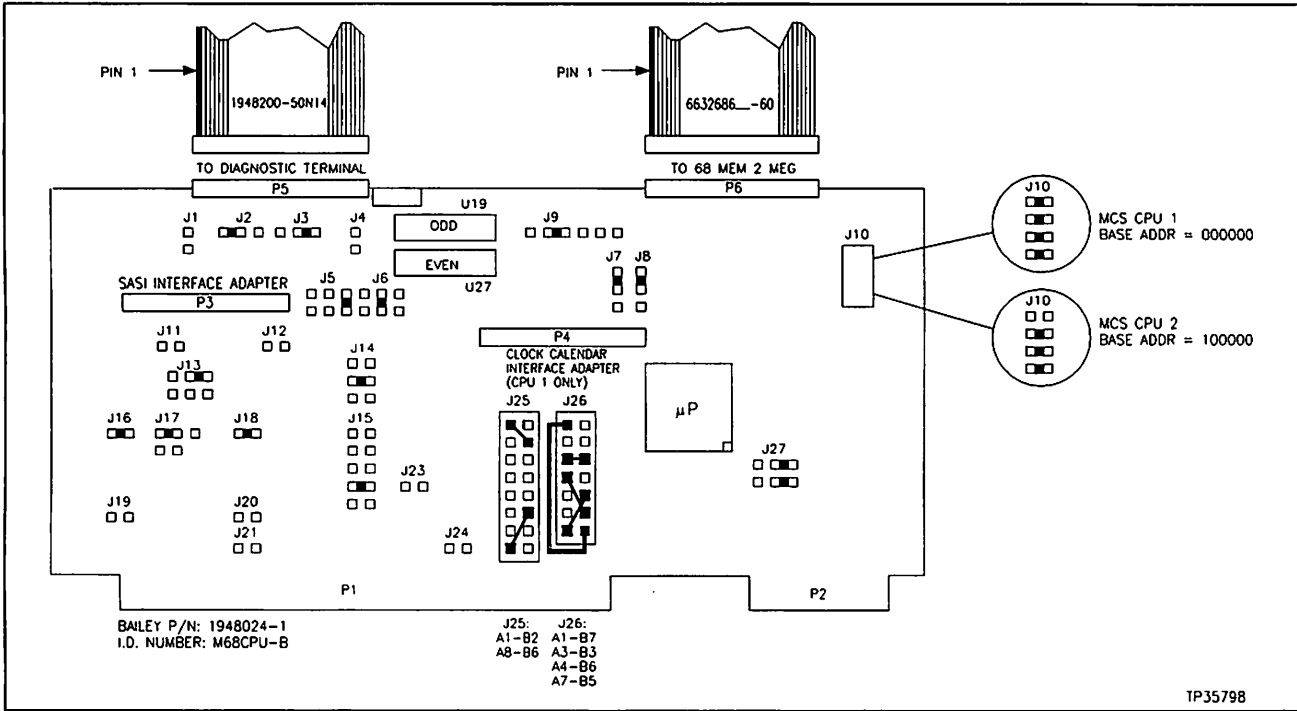 PIN 1
PIN 1
1948200-50N14
6632686__-60
TO DIAGNOSTIC TERMINAL
TO 68 MEM 2 MEG
P5
P6
J1
J2
J3
J4
U19
ODD
J9
J10
J10
MCS CPU 1
BASE ADDR = 000000
EVEN
U27
J7
J8
SASI INTERFACE ADAPTER
P3
J5
J6
J10
MCS CPU 2
BASE ADDR = 100000
P4
CLOCK CALENDAR
INTERFACE ADAPTER
(CPU 1 ONLY)
J11
J12
J13
J14
J25
J26
μP
J16
J17
J18
J15
J23
J27
J19
J20
J21
J24
P1
P2
BAILEY P/N: 1948024-1
I.D. NUMBER: M68CPU-B
J25:
A1-B2
A8-B6
J26:
A1-B7
A3-B3
A4-B6
A7-B5
TP35798